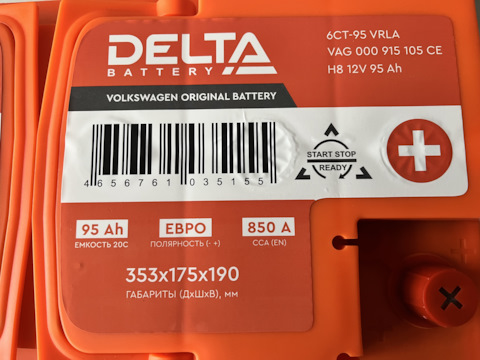 DELTA
BATTERY
6CT-95 VRLA
VAG 000 915 105 CE
H8 12V 95 Ah
VOLKSWAGEN ORIGINAL BATTERY
4 656761 035155
START STOP
READY
95 Ah
ЕМКОСТЬ 20С
ЕВРО
ПОЛЯРНОСТЬ (- +)
850 A
CCA (EN)
353x175x190
ГАБАРИТЫ (ДхШхВ), мм